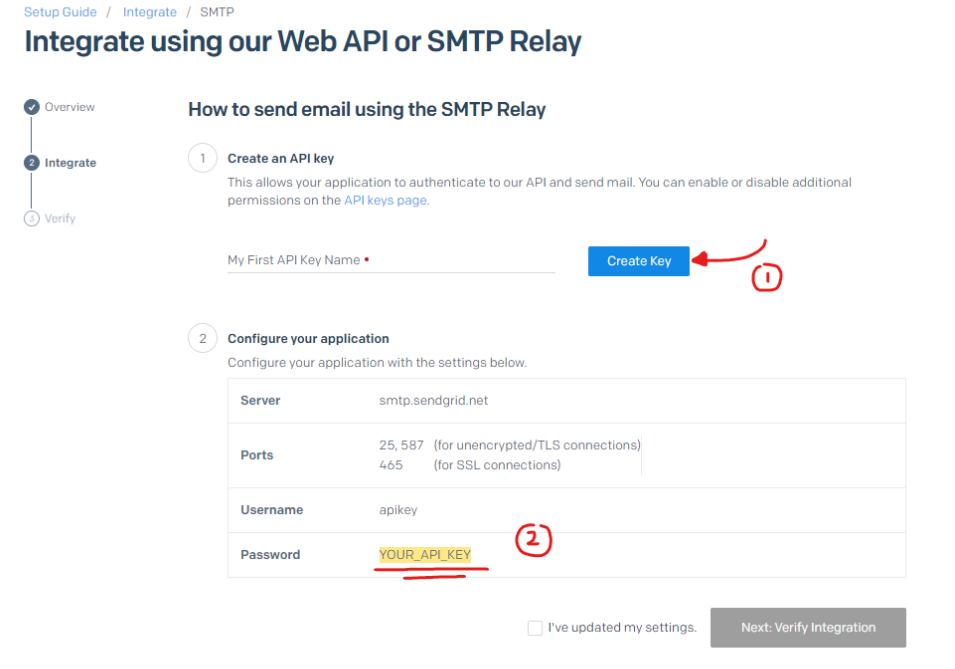 Setup Guide / Integrate / SMTP
Integrate using our Web API or SMTP Relay
Overview
2 Integrate
3 Verify
How to send email using the SMTP Relay
1 Create an API key
This allows your application to authenticate to our API and send mail. You can enable or disable additional
permissions on the API keys page.
My First API Key Name •
Create Key
1
2 Configure your application
Configure your application with the settings below.
Server smtp.sendgrid.net
Ports 25, 587 (for unencrypted/TLS connections)
465 (for SSL connections)
Username apikey
Password YOUR_API_KEY
2
I've updated my settings.
Next: Verify Integration